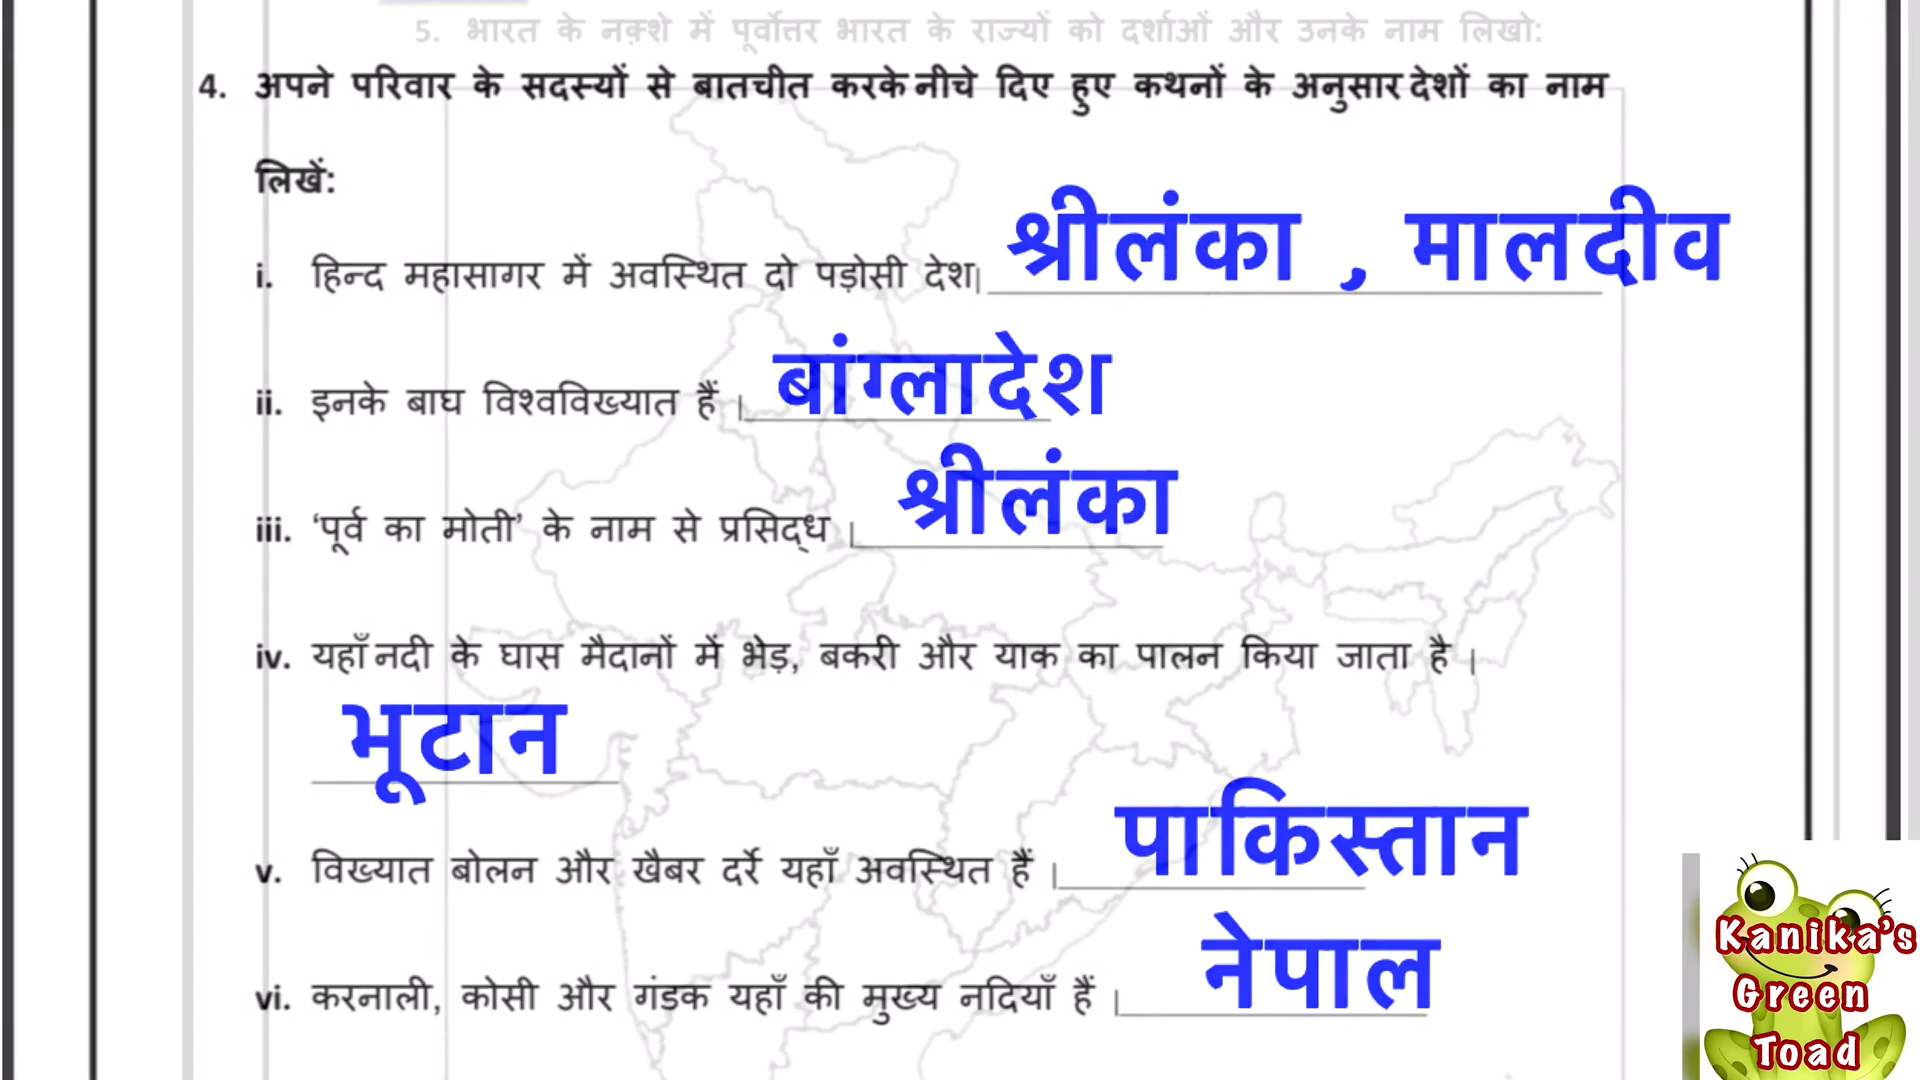 5. भारत के नक़्शे में पूर्वोत्तर भारत के राज्यों को दर्शाओं और उनके नाम लिखो:
4. अपने परिवार के सदस्यों से बातचीत करके नीचे दिए हुए कथनों के अनुसार देशों का नाम
लिखें:
i. हिन्द महासागर में अवस्थित दो पड़ोसी देश| श्रीलंका , मालदीव
ii. इनके बाघ विश्वविख्यात हैं | बांग्लादेश
iii. ‘पूर्व का मोती’ के नाम से प्रसिद्ध | श्रीलंका
iv. यहाँ नदी के घास मैदानों में भेड़, बकरी और याक का पालन किया जाता है |
भूटान
v. विख्यात बोलन और खैबर दर्रे यहाँ अवस्थित हैं | पाकिस्तान
vi. करनाली, कोसी और गंडक यहाँ की मुख्य नदियाँ हैं | नेपाल
Kanika's
Green
Toad